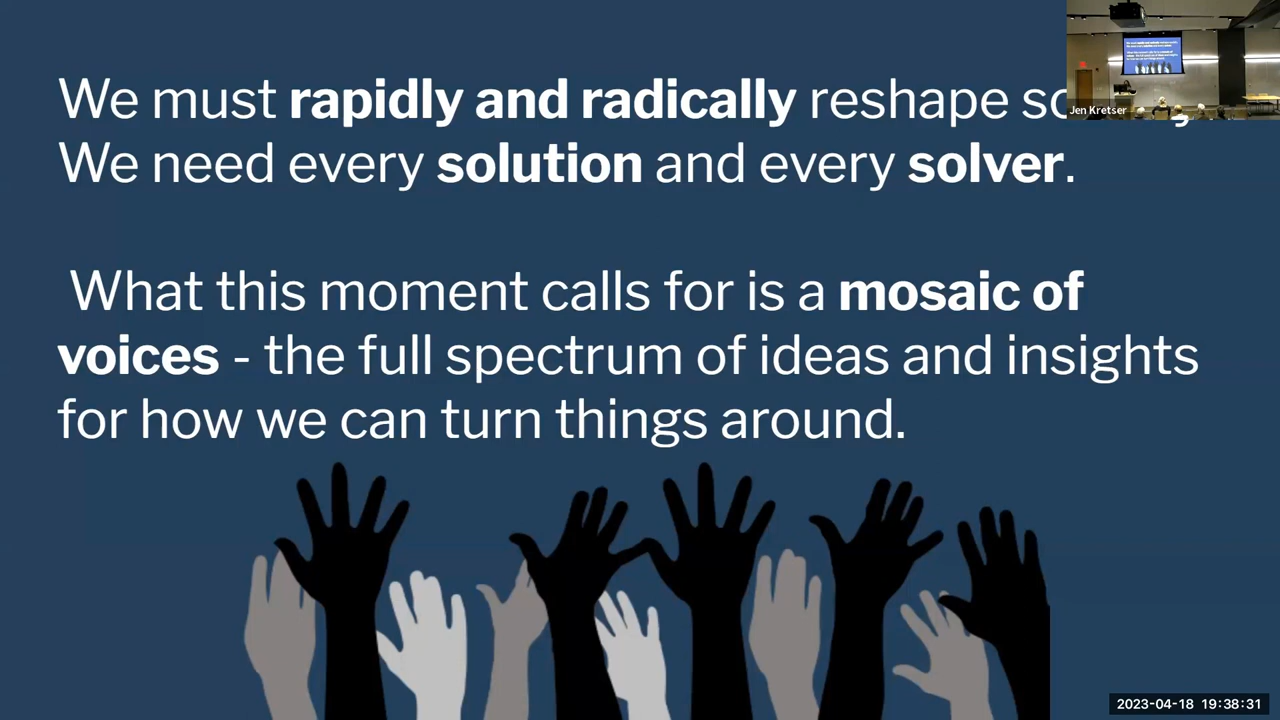 We must rapidly and radically reshape
We need every solution and every solver.
What this moment calls for is a mosaic of
voices - the full spectrum of ideas and insights
for how we can turn things around.
Jen Kretser
2023-04-18 19:38:31